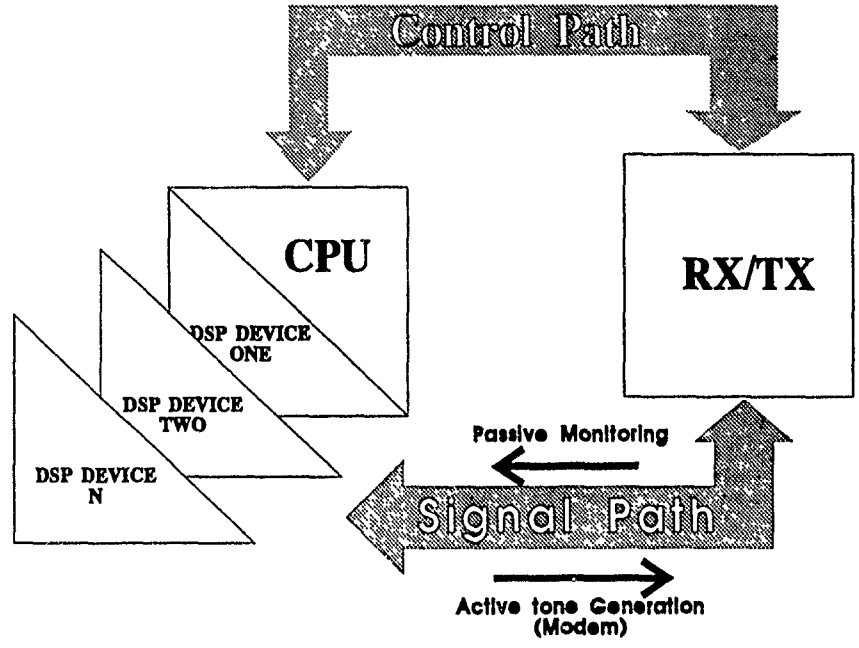 Control Path
CPU
RX/TX
DSP DEVICE
ONE
DSP DEVICE
TWO
DSP DEVICE
N
Passive Monitoring
Signal Path
Active tone Generation
(Modem)